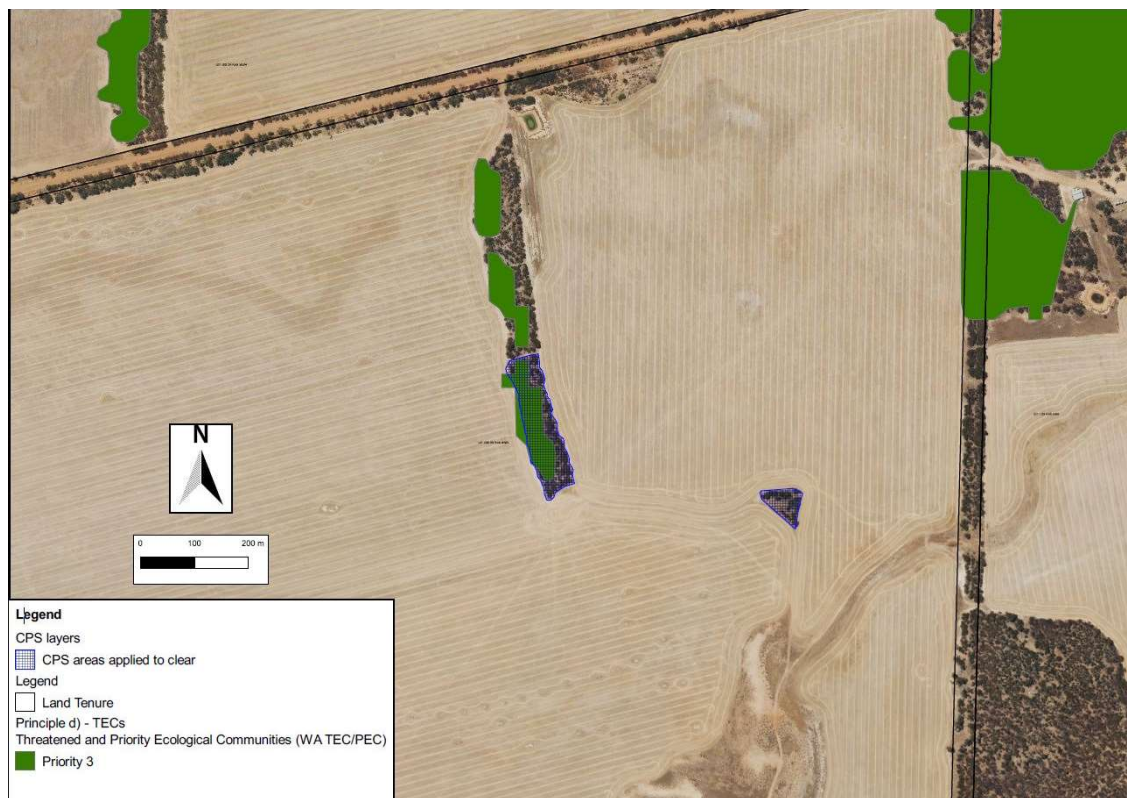 N
0 100 200 m
Legend
CPS layers
CPS areas applied to clear
Legend
Land Tenure
Principle d) - TECs
Threatened and Priority Ecological Communities (WA TEC/PEC)
Priority 3